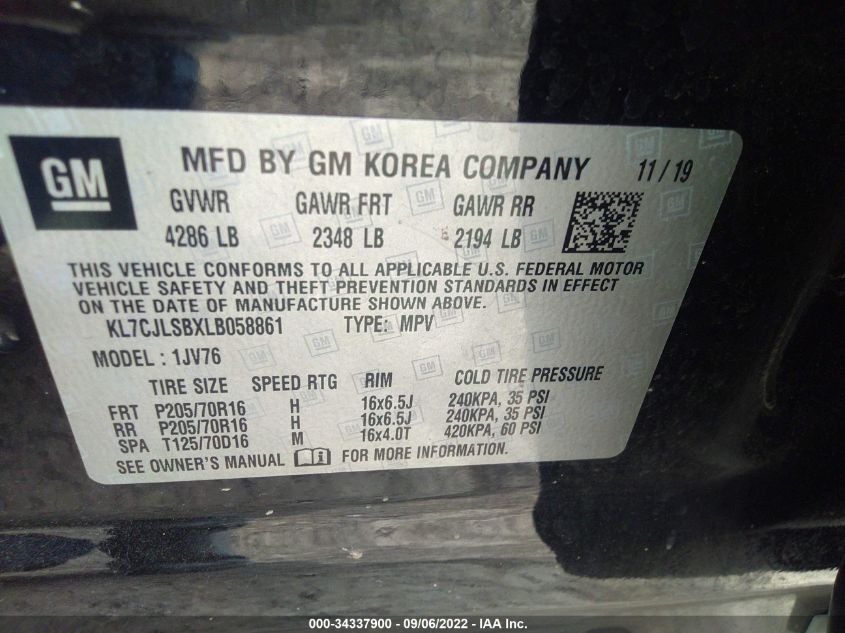 GM MFD BY GM KOREA COMPANY 11 / 19
GVWR GAWR FRT GAWR RR
4286 LB 2348 LB 2194 LB
THIS VEHICLE CONFORMS TO ALL APPLICABLE U.S. FEDERAL MOTOR
VEHICLE SAFETY AND THEFT PREVENTION STANDARDS IN EFFECT
ON THE DATE OF MANUFACTURE SHOWN ABOVE.
KL7CJLSBXLB058861 TYPE: MPV
MODEL : 1JV76
TIRE SIZE SPEED RTG RIM COLD TIRE PRESSURE
FRT P205/70R16 H 16x6.5J 240KPA, 35 PSI
RR P205/70R16 H 16x6.5J 240KPA, 35 PSI
SPA T125/70D16 M 16x4.0T 420KPA, 60 PSI
SEE OWNER'S MANUAL FOR MORE INFORMATION.
000-34337900 - 09/06/2022 - IAA Inc.